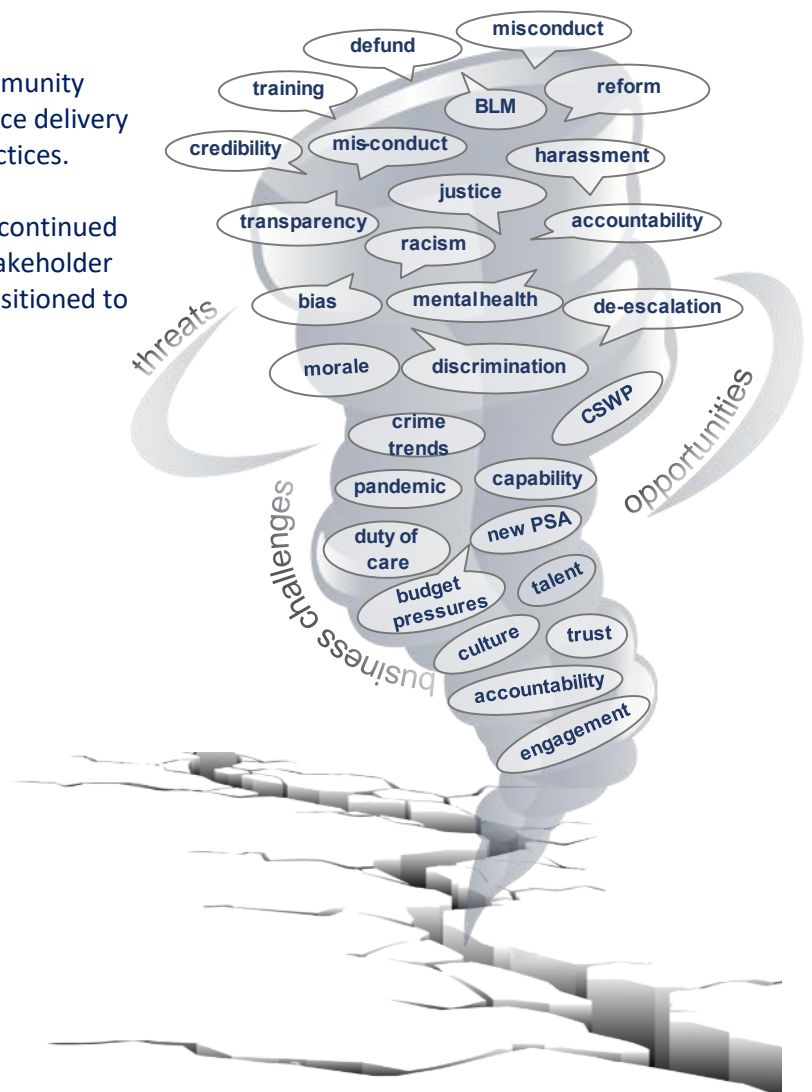 munity
ce delivery
ctices.
continued
akeholder
sitioned to
misconduct
defund
training
BLM
reform
credibility
mis-conduct
harassment
justice
transparency
accountability
racism
bias
mental health
de-escalation
threats
morale
discrimination
CSWP
opportunities
crime
trends
capability
pandemic
new PSA
business challenges
duty of
care
talent
budget
pressures
culture
trust
accountability
engagement